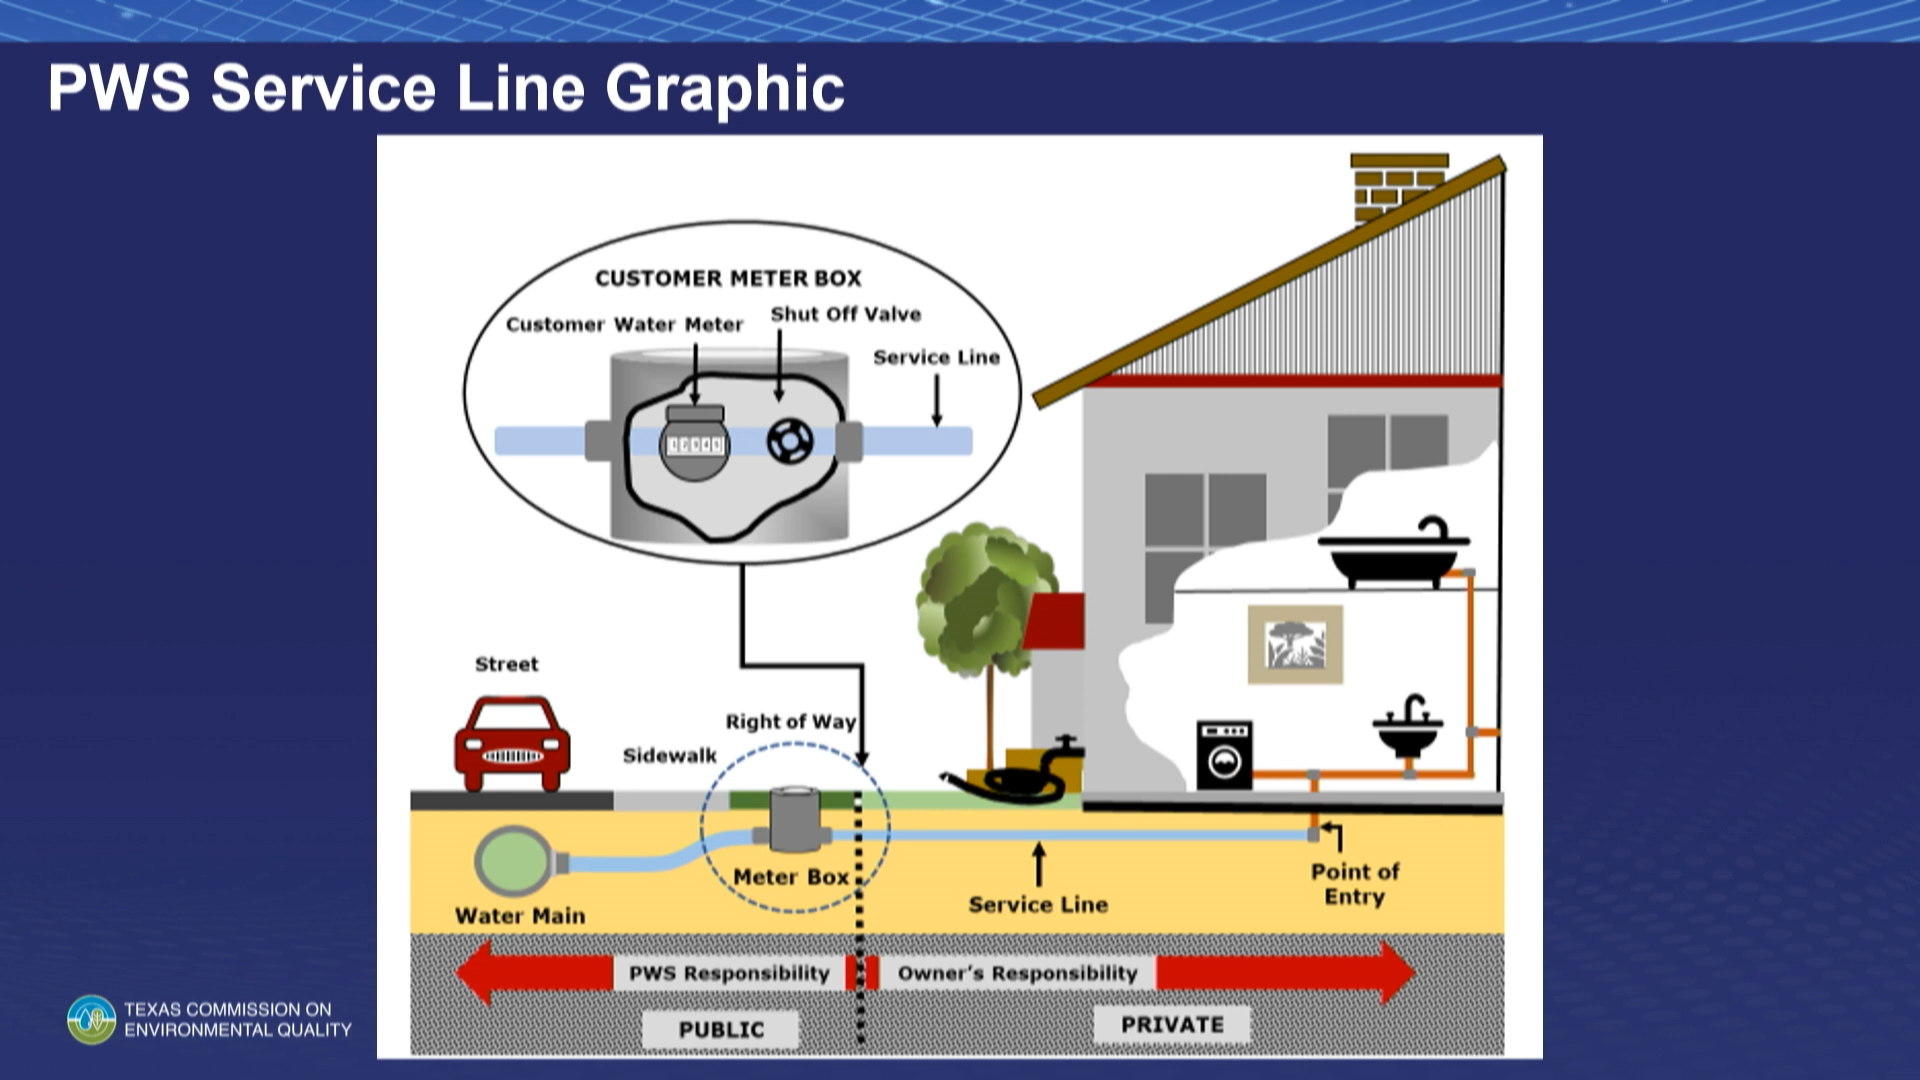 PWS Service Line Graphic
CUSTOMER METER BOX
Shut Off Valve
Customer Water Meter
Service Line
Street
Right of Way
Sidewalk
Meter Box
Point of
Entry
Service Line
Water Main
PWS Responsibility
Owner's Responsibility
PUBLIC
PRIVATE
TEXAS COMMISSION ON
ENVIRONMENTAL QUALITY